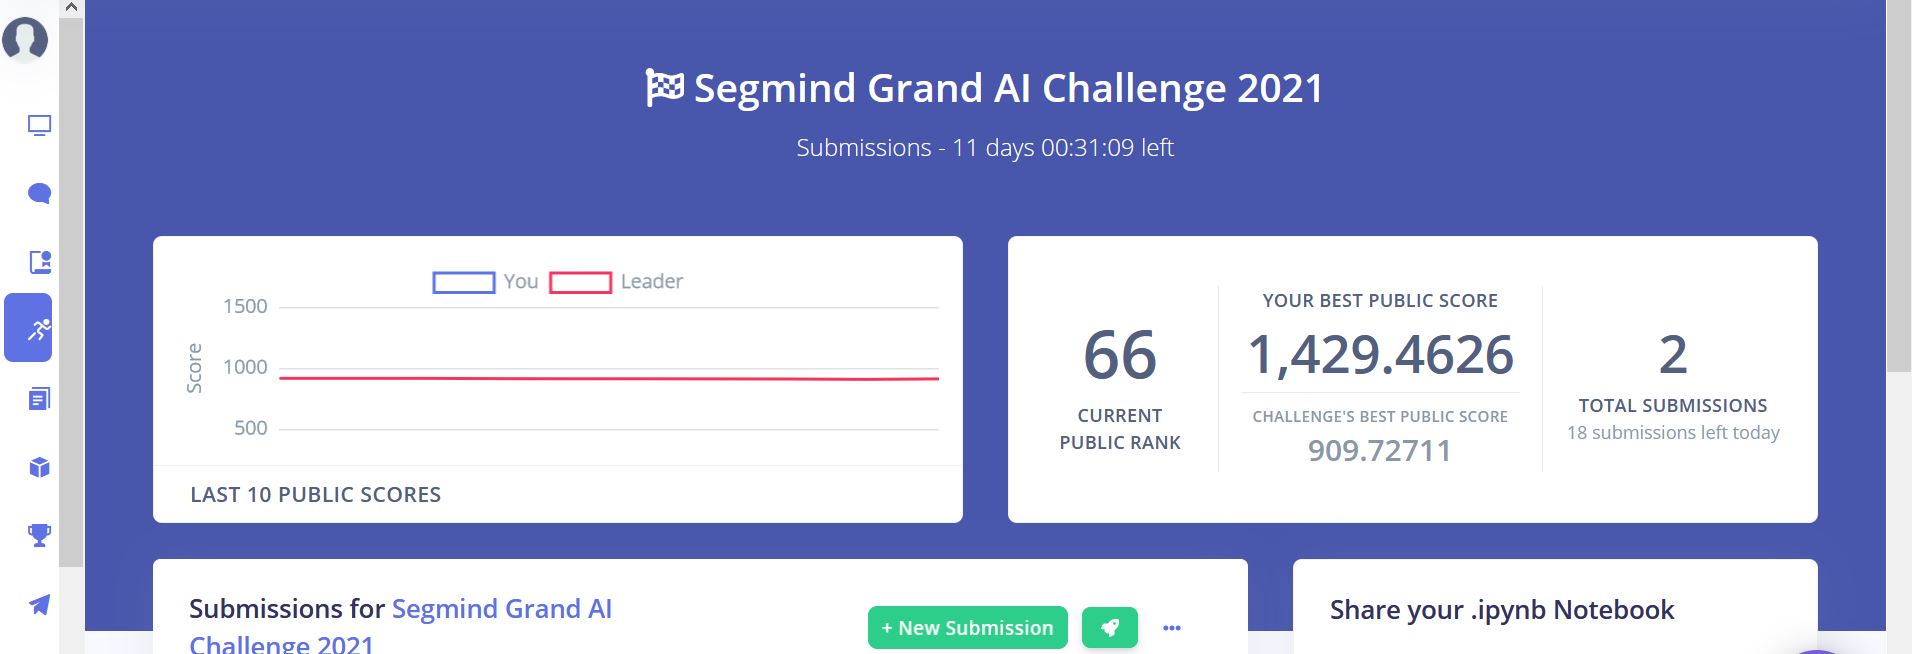 Segmind Grand AI Challenge 2021
Submissions - 11 days 00:31:09 left
You Leader
1500
1000
500
Score
LAST 10 PUBLIC SCORES
66
CURRENT
PUBLIC RANK
YOUR BEST PUBLIC SCORE
1,429.4626
CHALLENGE'S BEST PUBLIC SCORE
909.72711
2
TOTAL SUBMISSIONS
18 submissions left today
Submissions for Segmind Grand AI
Challenge 2021
+ New Submission
Share your .ipynb Notebook